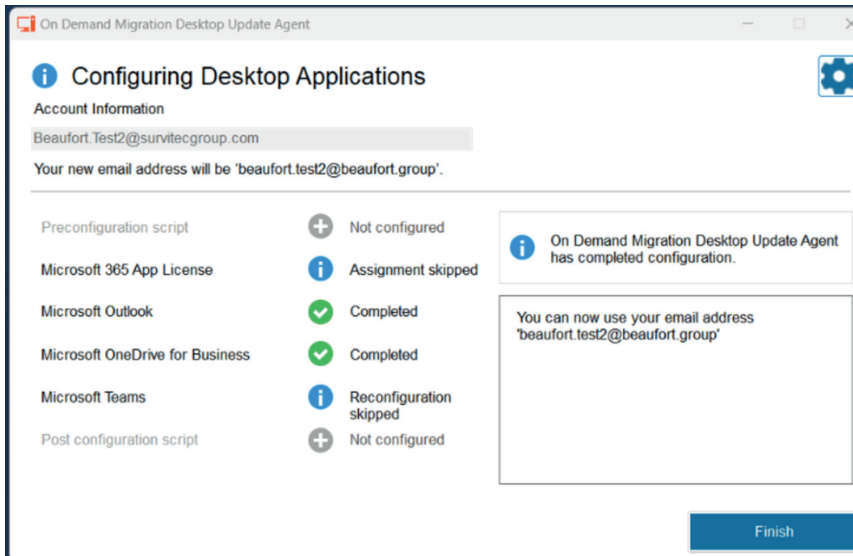 On Demand Migration Desktop Update Agent
Configuring Desktop Applications
Account Information
Beaufort.Test2@survitecgroup.com
Your new email address will be 'beaufort.test2@beaufort.group'.
Preconfiguration script Not configured
Microsoft 365 App License Assignment skipped
Microsoft Outlook Completed
Microsoft OneDrive for Business Completed
Microsoft Teams Reconfiguration
skipped
Post configuration script Not configured
On Demand Migration Desktop Update Agent
has completed configuration.
You can now use your email address
'beaufort.test2@beaufort.group'
Finish